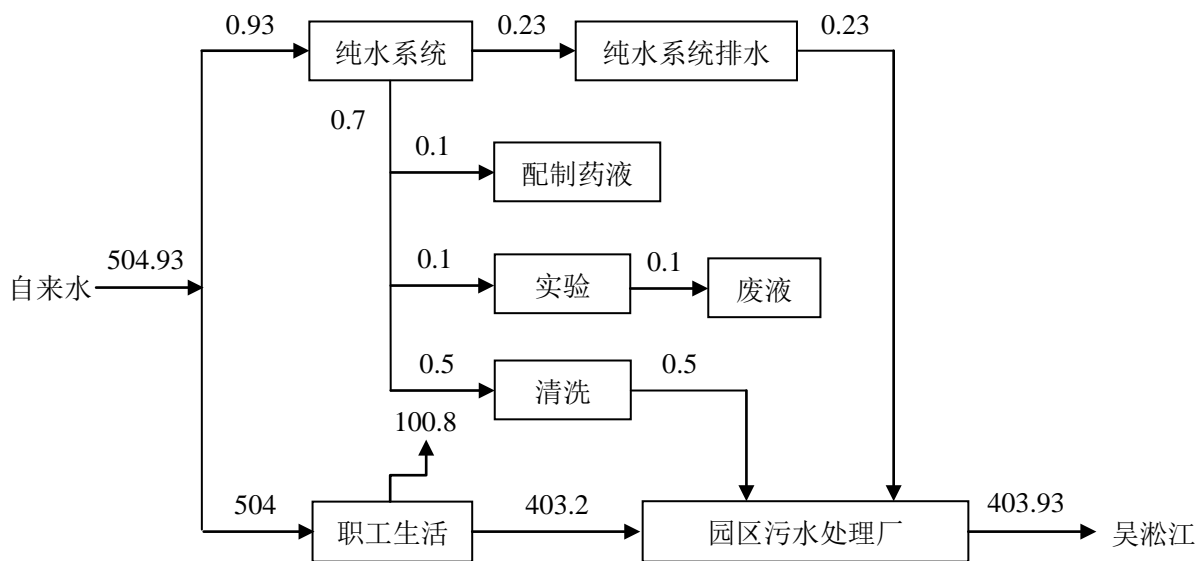 0.93
纯水系统
0.23
纯水系统排水
0.23
0.7
0.1
配制药液
504.93
自来水
0.1
实验
0.1
废液
0.5
清洗
0.5
100.8
504
职工生活
403.2
园区污水处理厂
403.93
吴淞江